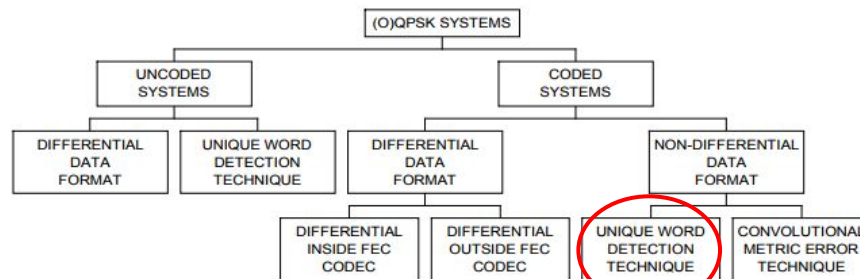 (O)QPSK SYSTEMS
UNCODED
SYSTEMS
CODED
SYSTEMS
DIFFERENTIAL
DATA
FORMAT
UNIQUE WORD
DETECTION
TECHNIQUE
DIFFERENTIAL
DATA
FORMAT
NON-DIFFERENTIAL
DATA
FORMAT
DIFFERENTIAL
INSIDE FEC
CODEC
DIFFERENTIAL
OUTSIDE FEC
CODEC
UNIQUE WORD
DETECTION
TECHNIQUE
CONVOLUTIONAL
METRIC ERROR
TECHNIQUE